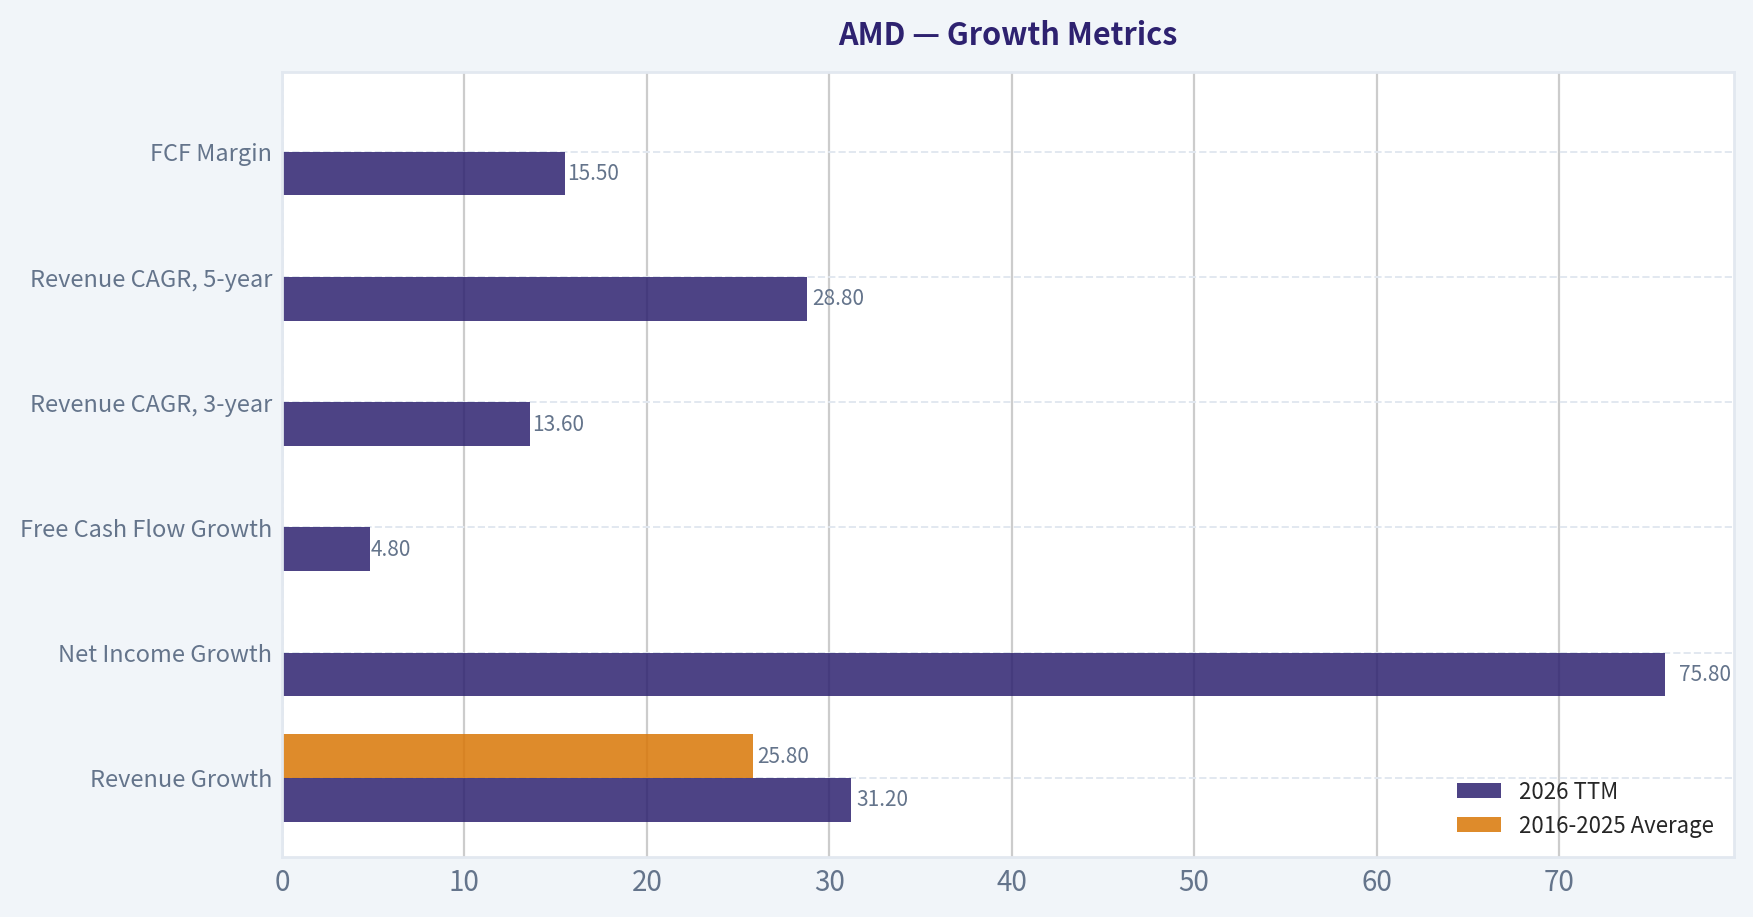 AMD — Growth Metrics
FCF Margin
15.50
Revenue CAGR, 5-year
28.80
Revenue CAGR, 3-year
13.60
Free Cash Flow Growth
4.80
Net Income Growth
75.80
25.80
Revenue Growth
31.20
2026 TTM
2016-2025 Average
0 10 20 30 40 50 60 70